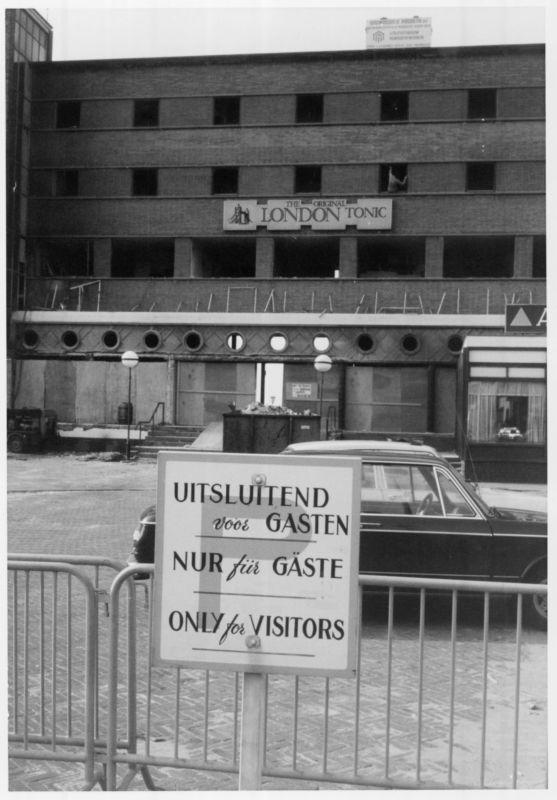 THE ORIGINAL
LONDON TONIC
A
UITSLUITEND
voor GASTEN
NUR für GÄSTE
ONLY for VISITORS